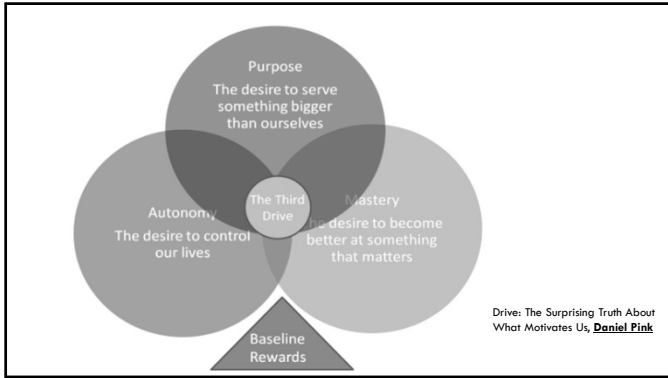 Purpose
The desire to serve
something bigger
than ourselves
The Third
Drive
Autonomy
The desire to control
our lives
Mastery
he desire to become
better at something
that matters
Baseline
Rewards
Drive: The Surprising Truth About
What Motivates Us, Daniel Pink